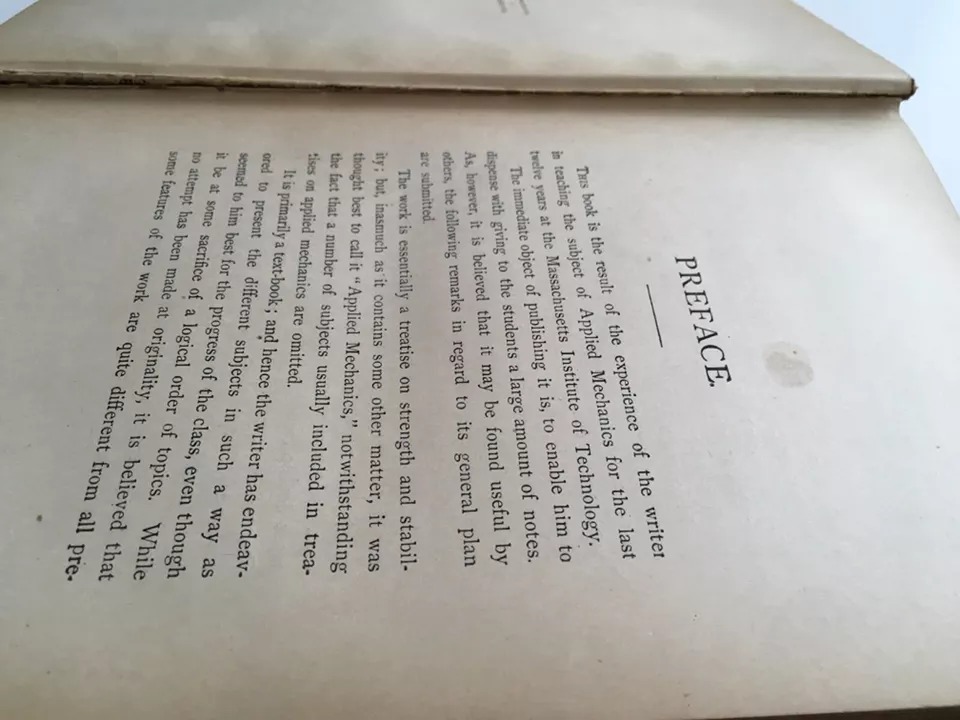 PREFACE.
THIS book is the result of the experience of the writer
in teaching the subject of Applied Mechanics for the last
twelve years at the Massachusetts Institute of Technology.
The immediate object of publishing it is, to enable him to
dispense with giving to the students a large amount of notes.
As, however, it is believed that it may be found useful by
others, the following remarks in regard to its general plan
are submitted.
The work is essentially a treatise on strength and stabil-
ity; but, inasmuch as it contains some other matter, it was
thought best to call it "Applied Mechanics," notwithstanding
the fact that a number of subjects usually included in trea-
tises on applied mechanics are omitted.
It is primarily a text-book; and hence the writer has endeav-
ored to present the different subjects in such a way as
seemed to him best for the progress of the class, even though
it be at some sacrifice of a logical order of topics. While
no attempt has been made at originality, it is believed that
some features of the work are quite different from all pre-